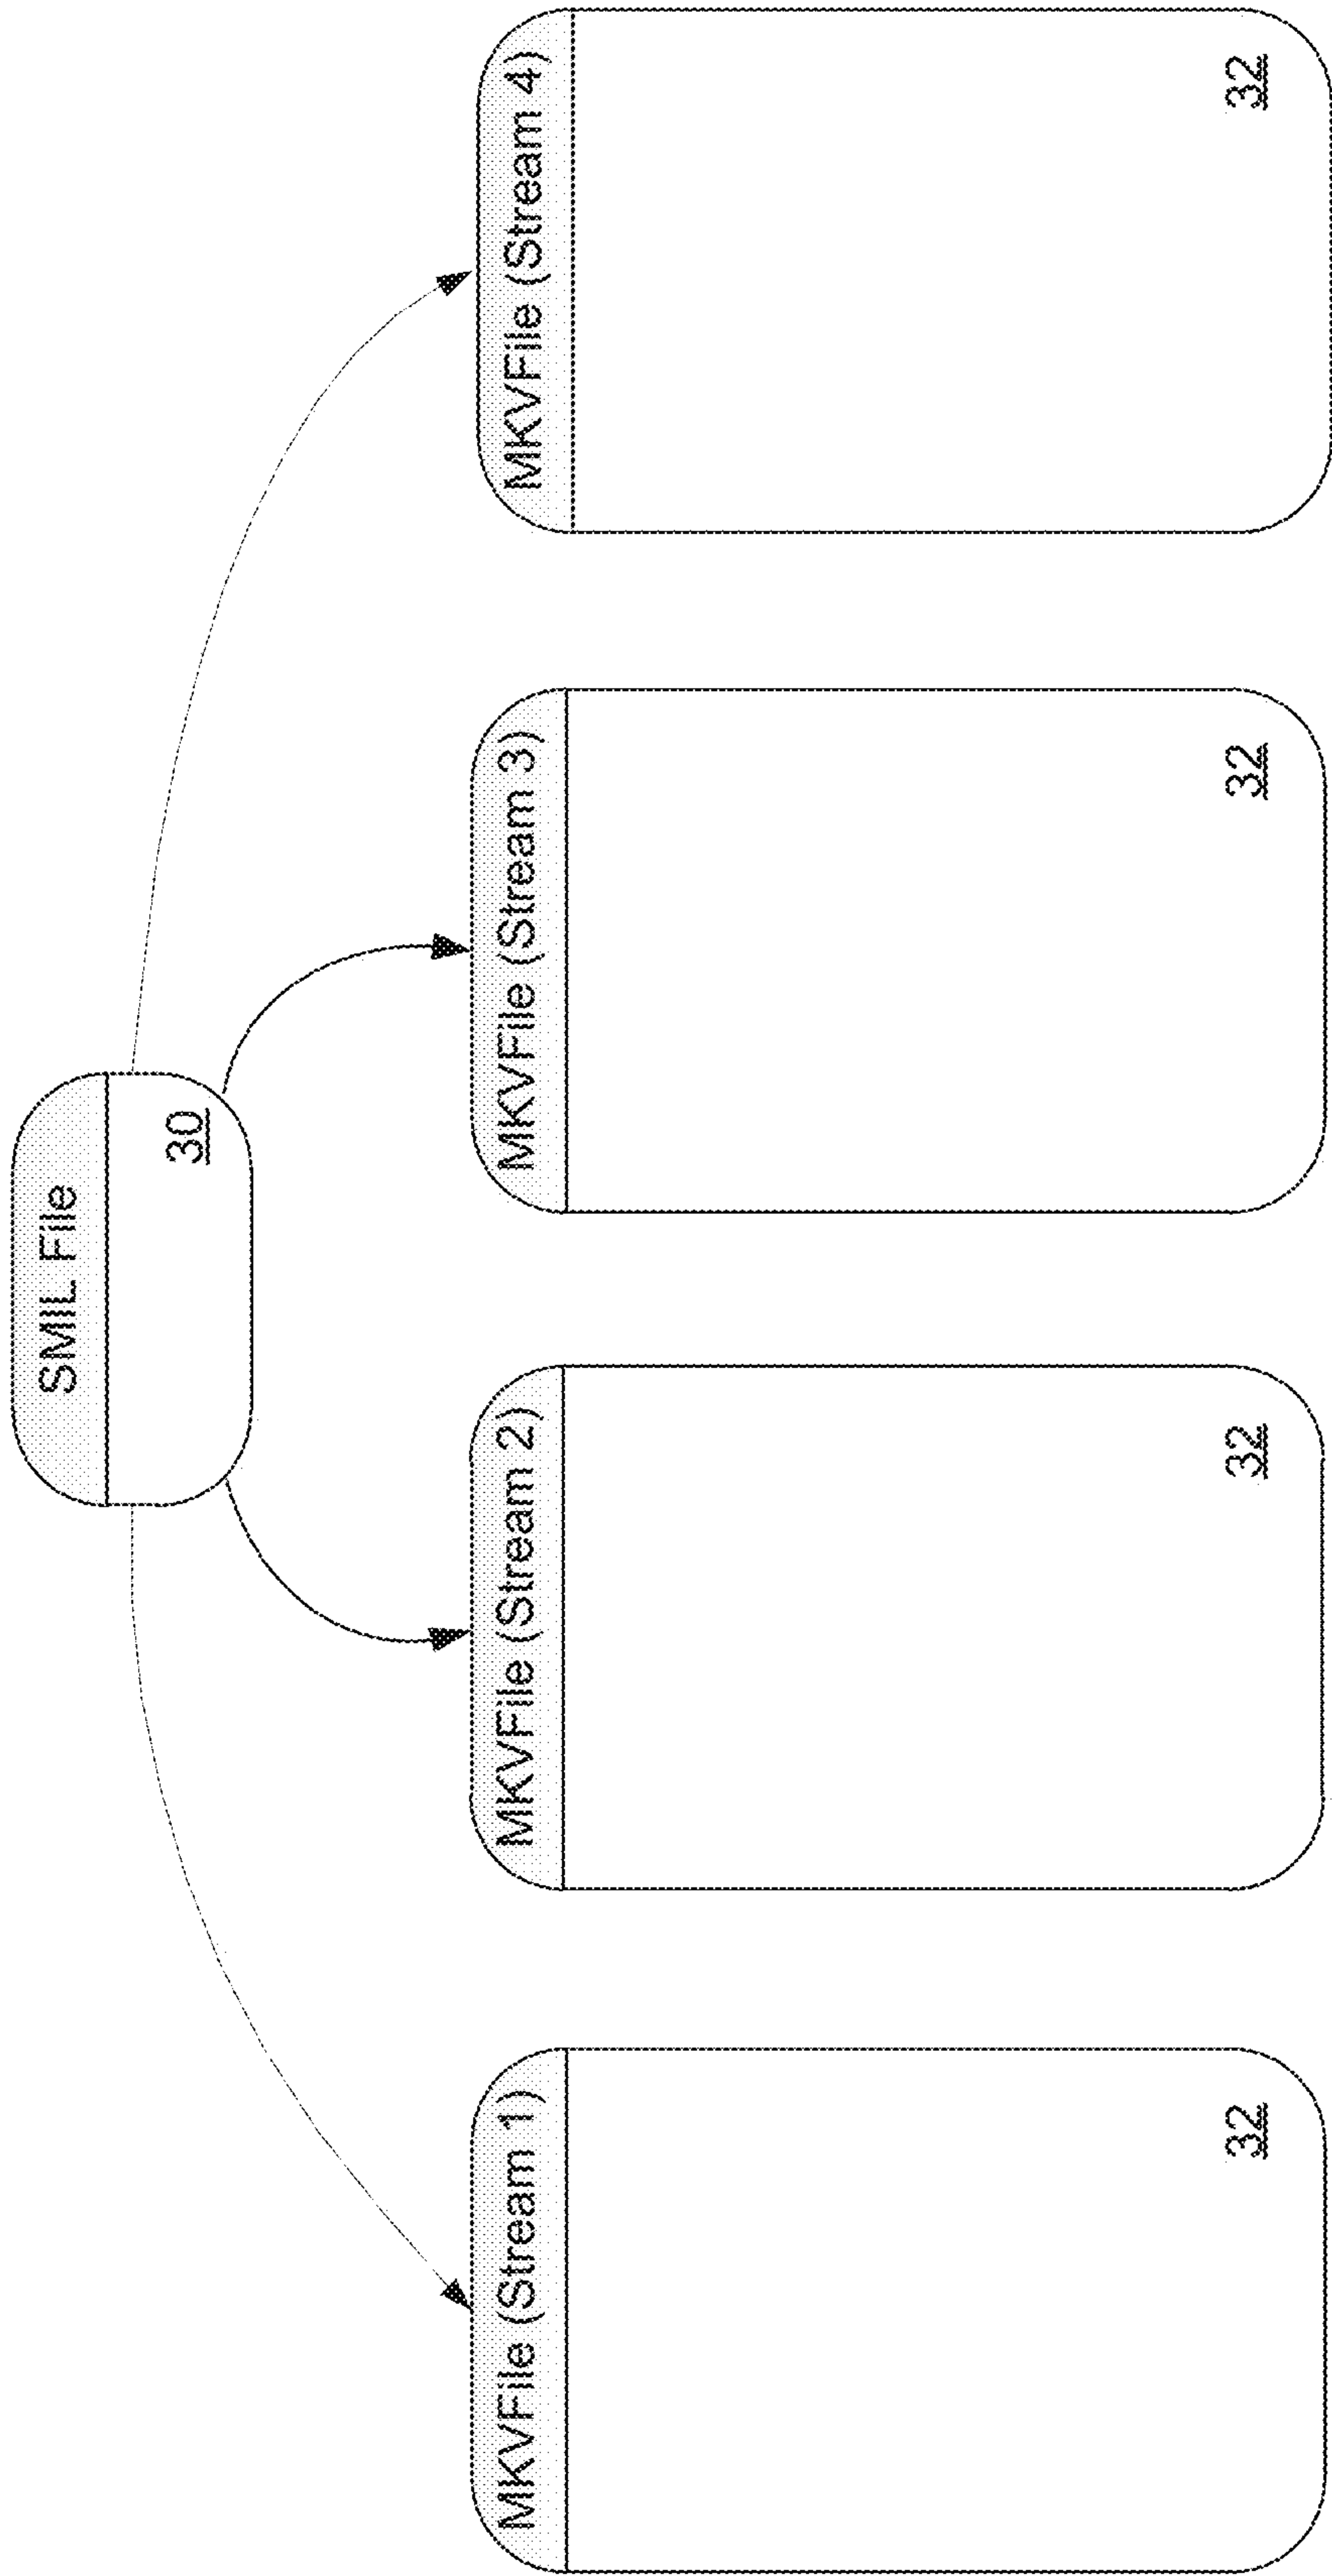 SMIL File
30
MKVFile (Stream 1)
32
MKVFile (Stream 2)
32
MKVFile (Stream 3)
32
MKVFile (Stream 4)
32